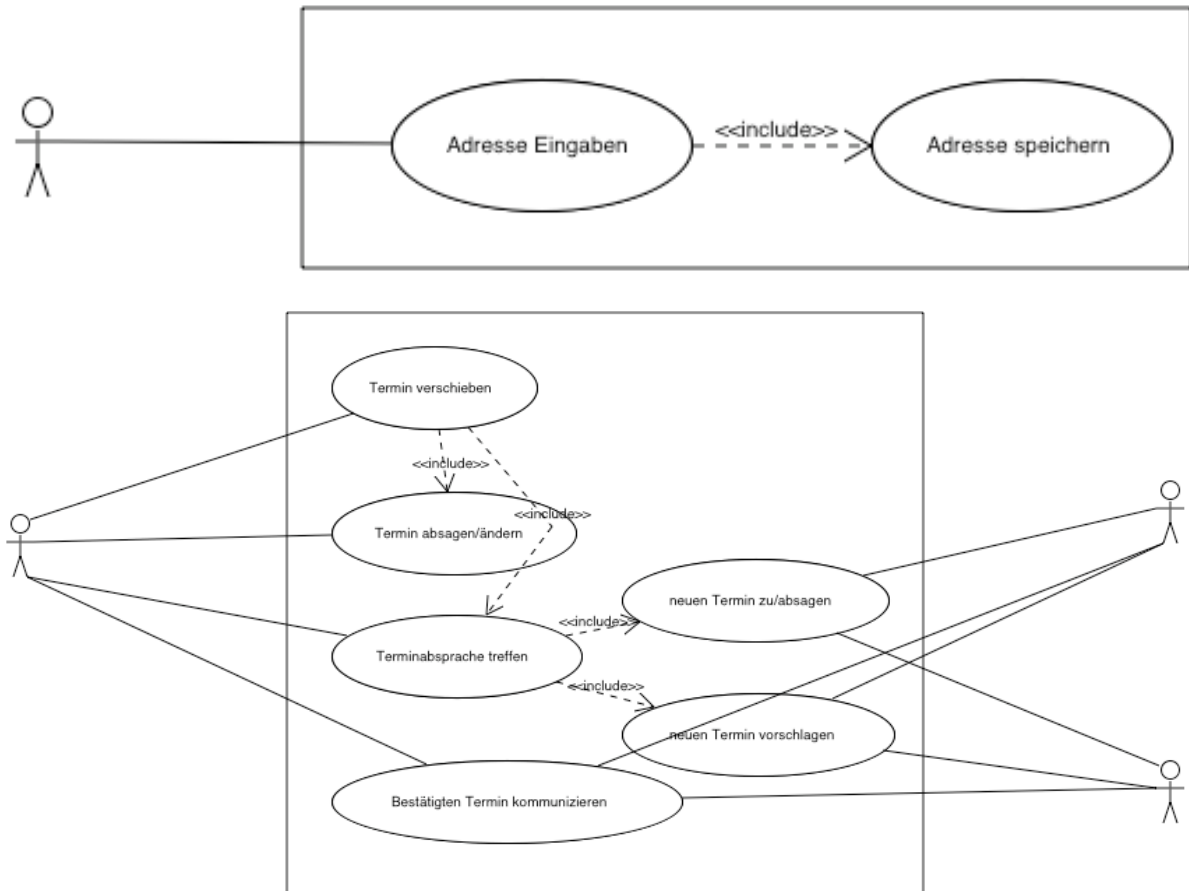 Adresse Eingaben
<<include>>
Adresse speichern
Termin verschieben
<<include>>
Termin absagen/ändern
<<include>>
neuen Termin zu/absagen
<<include>>
Terminabsprache treffen
<<include>>
neuen Termin vorschlagen
Bestätigten Termin kommunizieren